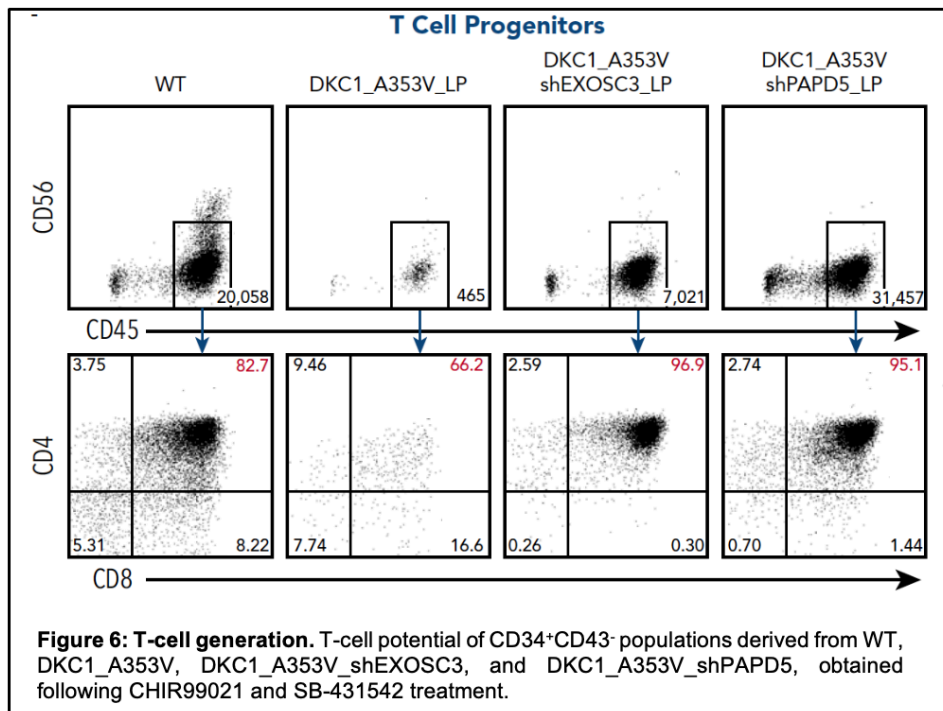 T Cell Progenitors
WT
DKC1_A353V_LP
DKC1_A353V
shEXOSC3_LP
DKC1_A353V
shPAPD5_LP
CD56
20,058
465
7,021
31,457
CD45
3.75 82.7
9.46 66.2
2.59 96.9
2.74 95.1
CD4
5.31 8.22
7.74 16.6
0.26 0.30
0.70 1.44
CD8
Figure 6: T-cell generation. T-cell potential of CD34⁺CD43⁻ populations derived from WT,
DKC1_A353V, DKC1_A353V_shEXOSC3, and DKC1_A353V_shPAPD5, obtained
following CHIR99021 and SB-431542 treatment.